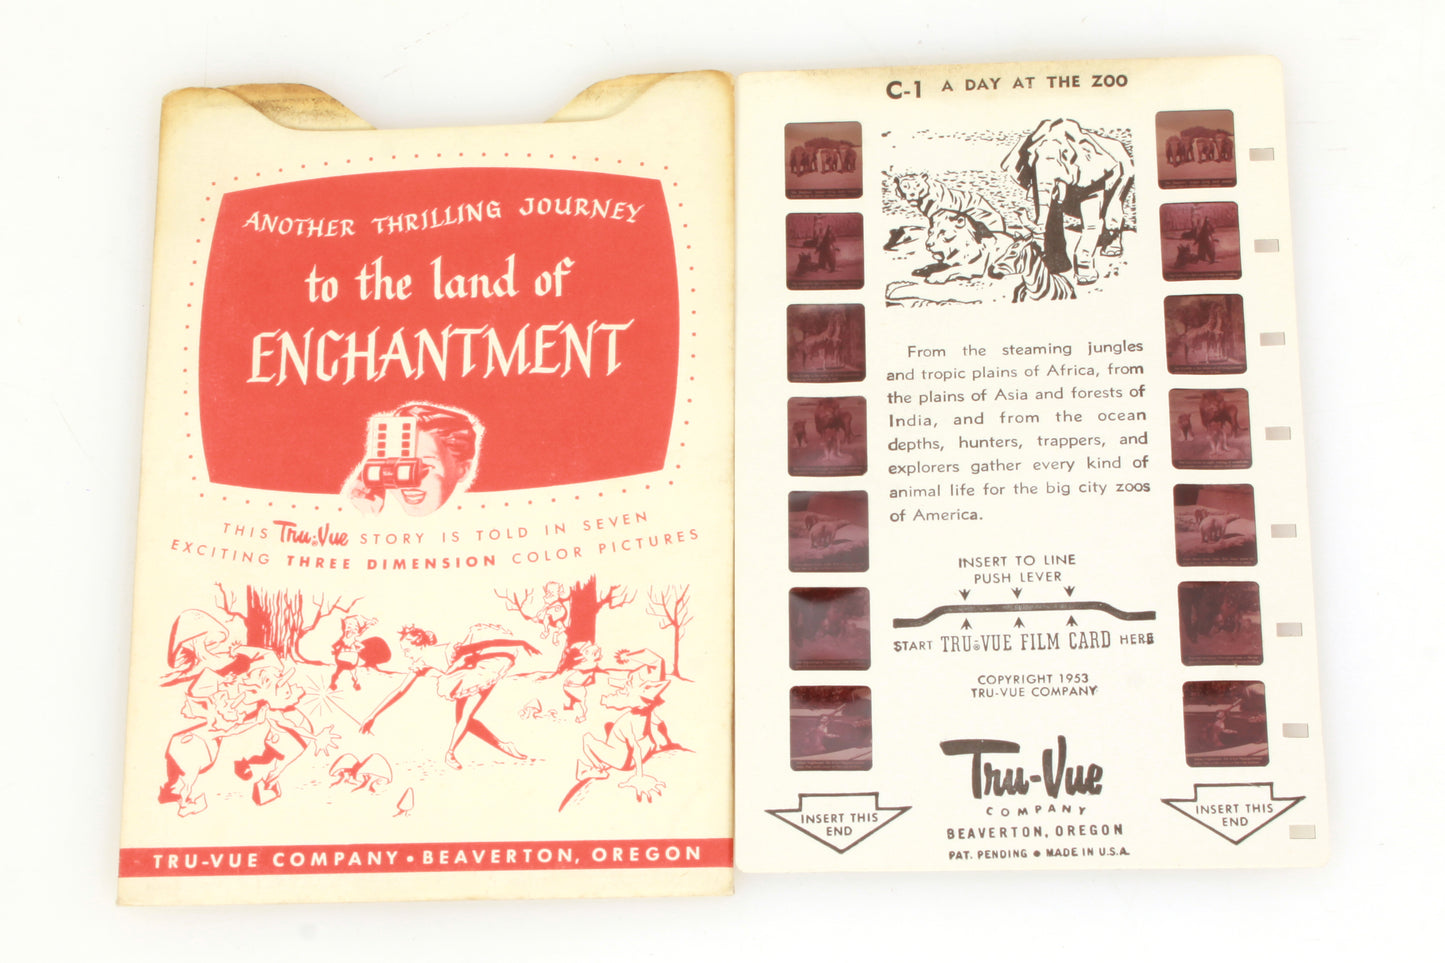 ANOTHER THRILLING JOURNEY
to the land of
ENCHANTMENT
THIS Tru-Vue STORY IS TOLD IN SEVEN
EXCITING THREE DIMENSION COLOR PICTURES
TRU-VUE COMPANY • BEAVERTON, OREGON
C-1 A DAY AT THE ZOO
From the steaming jungles
and tropic plains of Africa, from
the plains of Asia and forests of
India, and from the ocean
depths, hunters, trappers, and
explorers gather every kind of
animal life for the big city zoos
of America.
INSERT TO LINE
PUSH LEVER
START TRU-VUE FILM CARD HERE
COPYRIGHT 1953
TRU-VUE COMPANY
Tru-Vue
COMPANY
BEAVERTON, OREGON
PAT. PENDING • MADE IN U.S.A.
INSERT THIS
END
INSERT THIS
END